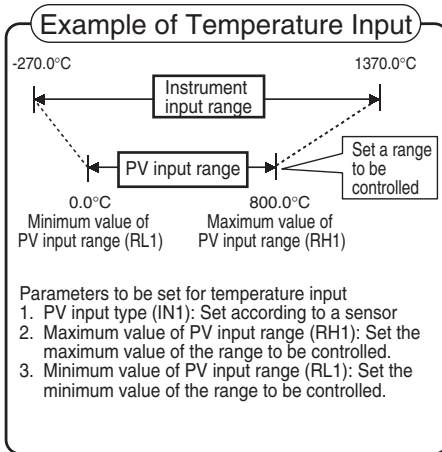 Example of Temperature Input
-270.0°C
1370.0°C
Instrument
input range
PV input range
Set a range
to be
controlled
0.0°C
800.0°C
Minimum value of
PV input range (RL1)
Maximum value of
PV input range (RH1)
Parameters to be set for temperature input
1. PV input type (IN1): Set according to a sensor
2. Maximum value of PV input range (RH1): Set the
maximum value of the range to be controlled.
3. Minimum value of PV input range (RL1): Set the
minimum value of the range to be controlled.